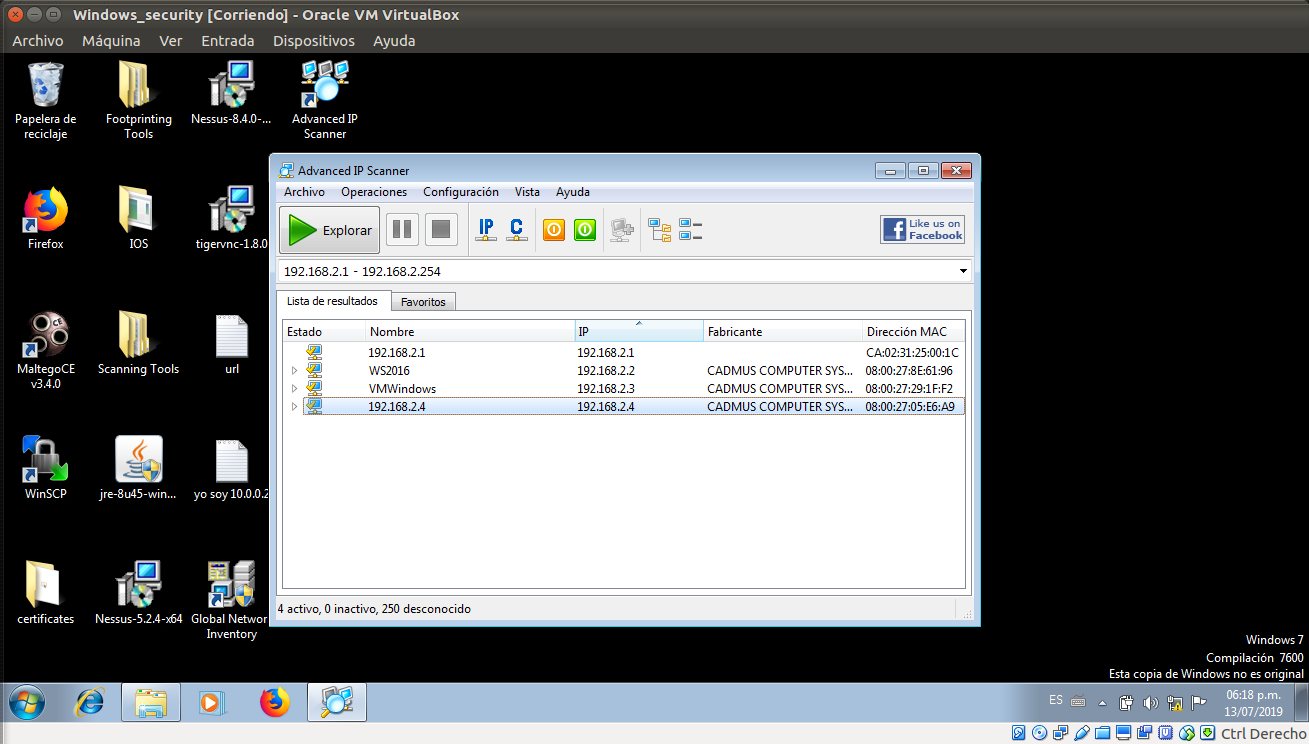 Windows_security [Corriendo] - Oracle VM VirtualBox
Archivo Máquina Ver Entrada Dispositivos Ayuda
Papelera de reciclaje
Footprinting Tools
Nessus-8.4.0-...
Advanced IP Scanner
Firefox
IOS
tigervnc-1.8.0
MaltegoCE v3.4.0
Scanning Tools
url
WinSCP
jre-8u45-win...
yo soy 10.0.0.2
certificates
Nessus-5.2.4-x64
Global Networ
Inventory
Advanced IP Scanner
Archivo Operaciones Configuración Vista Ayuda
Explorar
IP
C
Like us on
Facebook
192.168.2.1 - 192.168.2.254
Lista de resultados Favoritos
Estado Nombre IP Fabricante Dirección MAC
192.168.2.1 192.168.2.1 CA:02:31:25:00:1C
WS2016 192.168.2.2 CADMUS COMPUTER SYS... 08:00:27:8E:61:96
VMWindows 192.168.2.3 CADMUS COMPUTER SYS... 08:00:27:29:1F:F2
192.168.2.4 192.168.2.4 CADMUS COMPUTER SYS... 08:00:27:05:E6:A9
4 activo, 0 inactivo, 250 desconocido
Windows 7
Compilación 7600
Esta copia de Windows no es original
ES
06:18 p.m.
13/07/2019
Ctrl Derecho